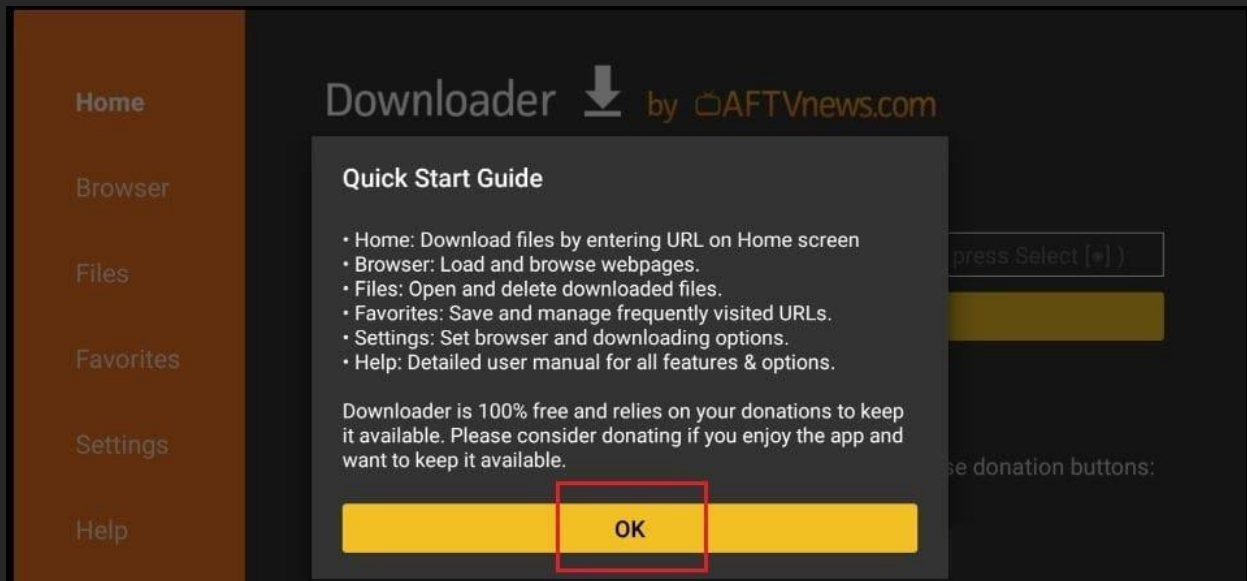 Home
Browser
Files
Favorites
Settings
Help
Downloader by AFTVnews.com
Quick Start Guide
• Home: Download files by entering URL on Home screen
• Browser: Load and browse webpages.
• Files: Open and delete downloaded files.
• Favorites: Save and manage frequently visited URLs.
• Settings: Set browser and downloading options.
• Help: Detailed user manual for all features & options.
Downloader is 100% free and relies on your donations to keep
it available. Please consider donating if you enjoy the app and
want to keep it available.
OK
press Select [■] )
se donation buttons: